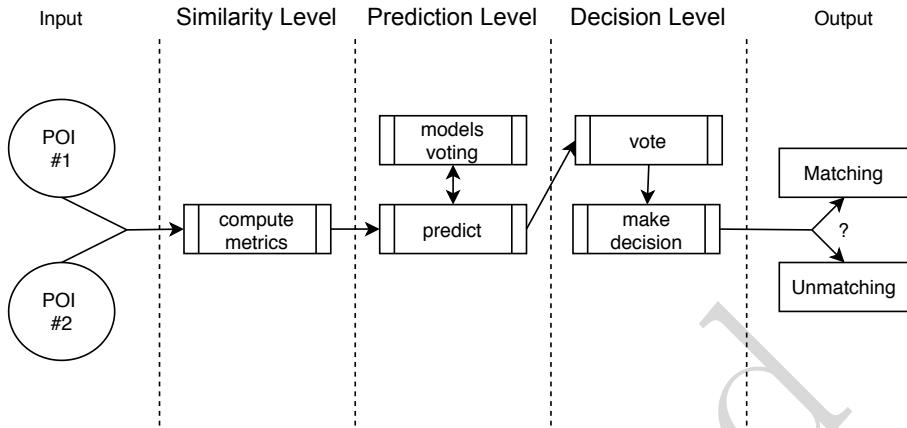 Input
Similarity Level
Prediction Level
Decision Level
Output
POI
#1
POI
#2
compute
metrics
models
voting
predict
vote
make
decision
Matching
?
Unmatching